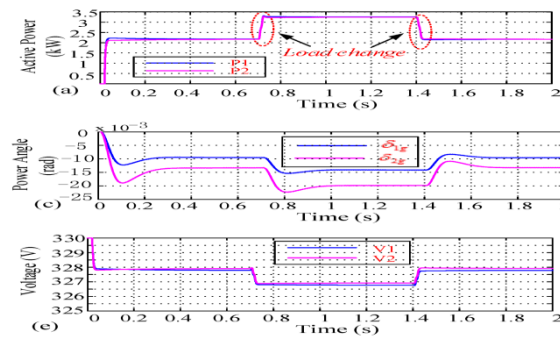 Active Power
(kW)
3.5
2.5
1.5
0.5
P1
P2
Load change
0 0.2 0.4 0.6 0.8 1 1.2 1.4 1.6 1.8 2
(a)
Time (s)
Power Angle
(rad)
× 10⁻³
0
-5
-10
-15
-20
-25
δ1g
δ2g
0 0.2 0.4 0.6 0.8 1 1.2 1.4 1.6 1.8 2
(c)
Time (s)
Voltage (V)
330
329
328
327
326
325
V1
V2
0 0.2 0.4 0.6 0.8 1 1.2 1.4 1.6 1.8 2
(e)
Time (s)